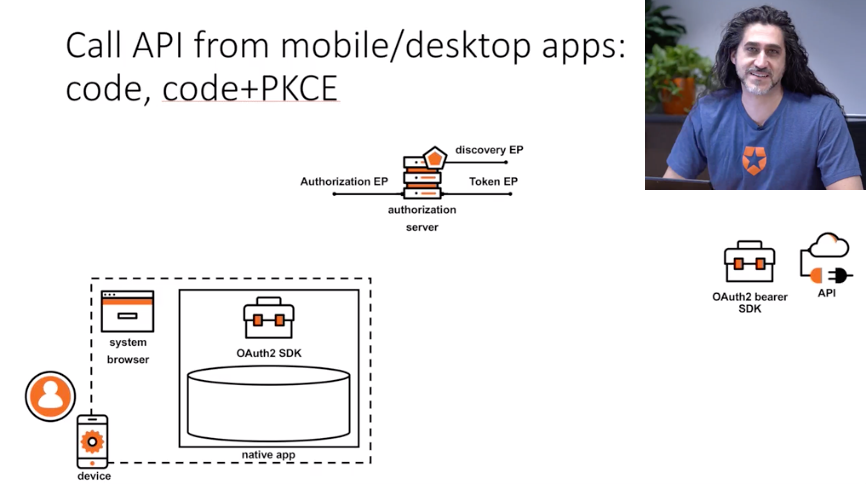 Call API from mobile/desktop apps:
code, code+PKCE
discovery EP
Authorization EP
Token EP
authorization
server
OAuth2 bearer
SDK
API
system
browser
OAuth2 SDK
native app
device